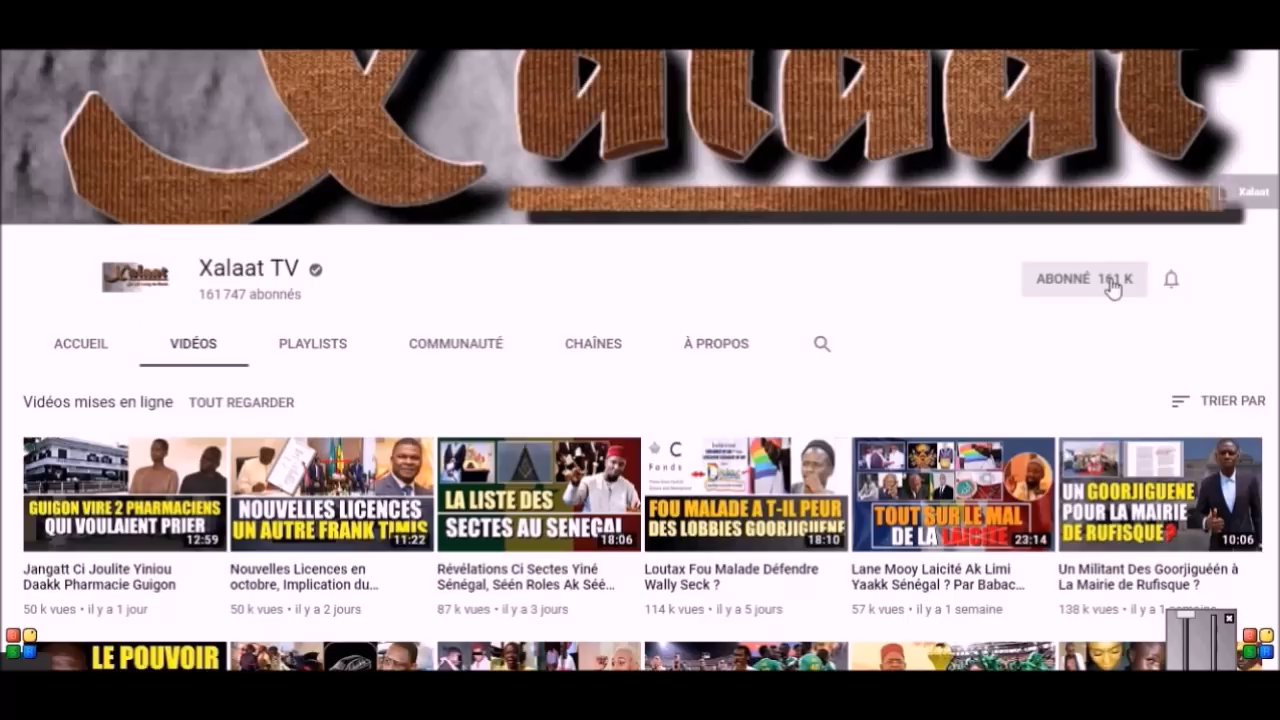 Xalaat
Xalaat
Xalaat TV
161 747 abonnés
ABONNÉ 161 K
ACCUEIL
VIDÉOS
PLAYLISTS
COMMUNAUTÉ
CHAÎNES
À PROPOS
Vidéos mises en ligne
TOUT REGARDER
TRIER PAR
GUIGON VIRE 2 PHARMACIENS
QUI VOULAIENT PRIER
12:59
NOUVELLES LICENCES
UN AUTRE FRANK TIMIS
11:22
LA LISTE DES
SECTES AU SENEGAL
18:06
C
Fonds
FOU MALADE A T-IL PEUR
DES LOBBIES GOORJIGUENE
18:10
TOUT SUR LE MAL
DE LA LAICITE
23:14
UN GOORJIGUENE
POUR LA MAIRIE
DE RUFISQUE?
10:06
Jangatt Ci Joulite Yiniou
Daakk Pharmacie Guigon
50 k vues • il y a 1 jour
Nouvelles Licences en
octobre, Implication du...
50 k vues • il y a 2 jours
Révélations Ci Sectes Yiné
Sénégal, Séén Roles Ak Séé...
87 k vues • il y a 3 jours
Loutax Fou Malade Défendre
Wally Seck ?
114 k vues • il y a 5 jours
Lane Mooy Laicité Ak Limi
Yaakk Sénégal ? Par Babac...
57 k vues • il y a 1 semaine
Un Militant Des Goorjiguéén à
La Mairie de Rufisque ?
138 k vues • il y a 1 semaine
LE POUVOIR